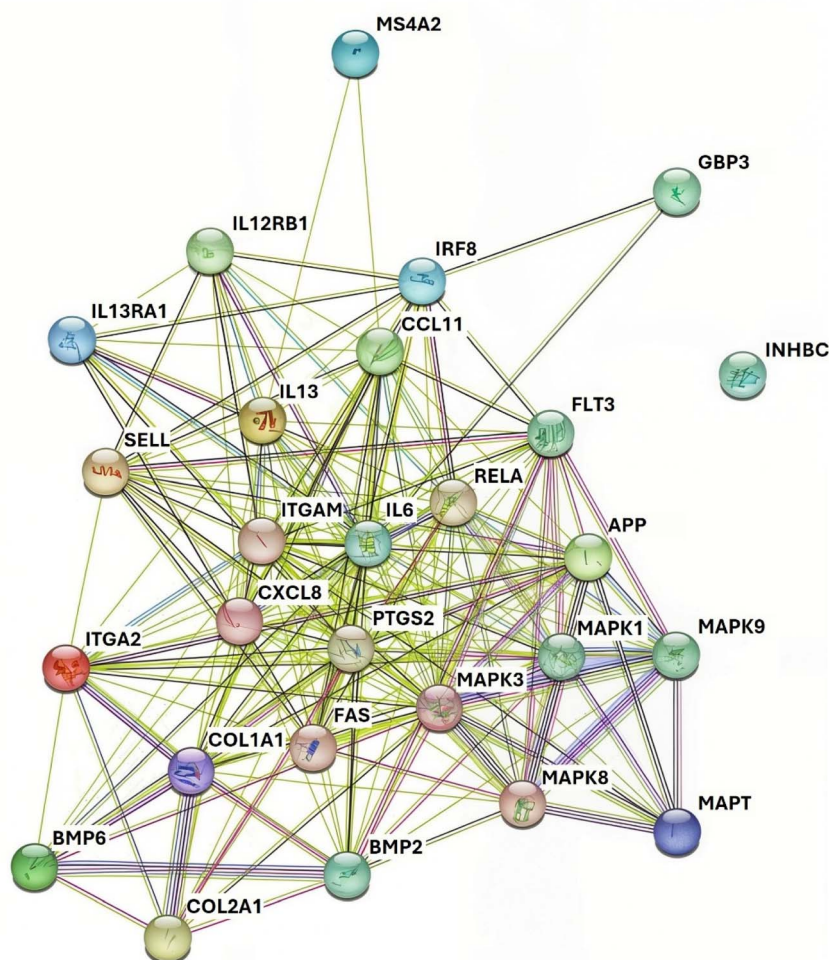 MS4A2
GBP3
IL12RB1
IRF8
IL13RA1
CCL11
INHBC
IL13
FLT3
SELL
RELA
ITGAM
IL6
APP
CXCL8
PTGS2
MAPK1
MAPK9
ITGA2
MAPK3
FAS
COL1A1
MAPK8
MAPT
BMP6
BMP2
COL2A1